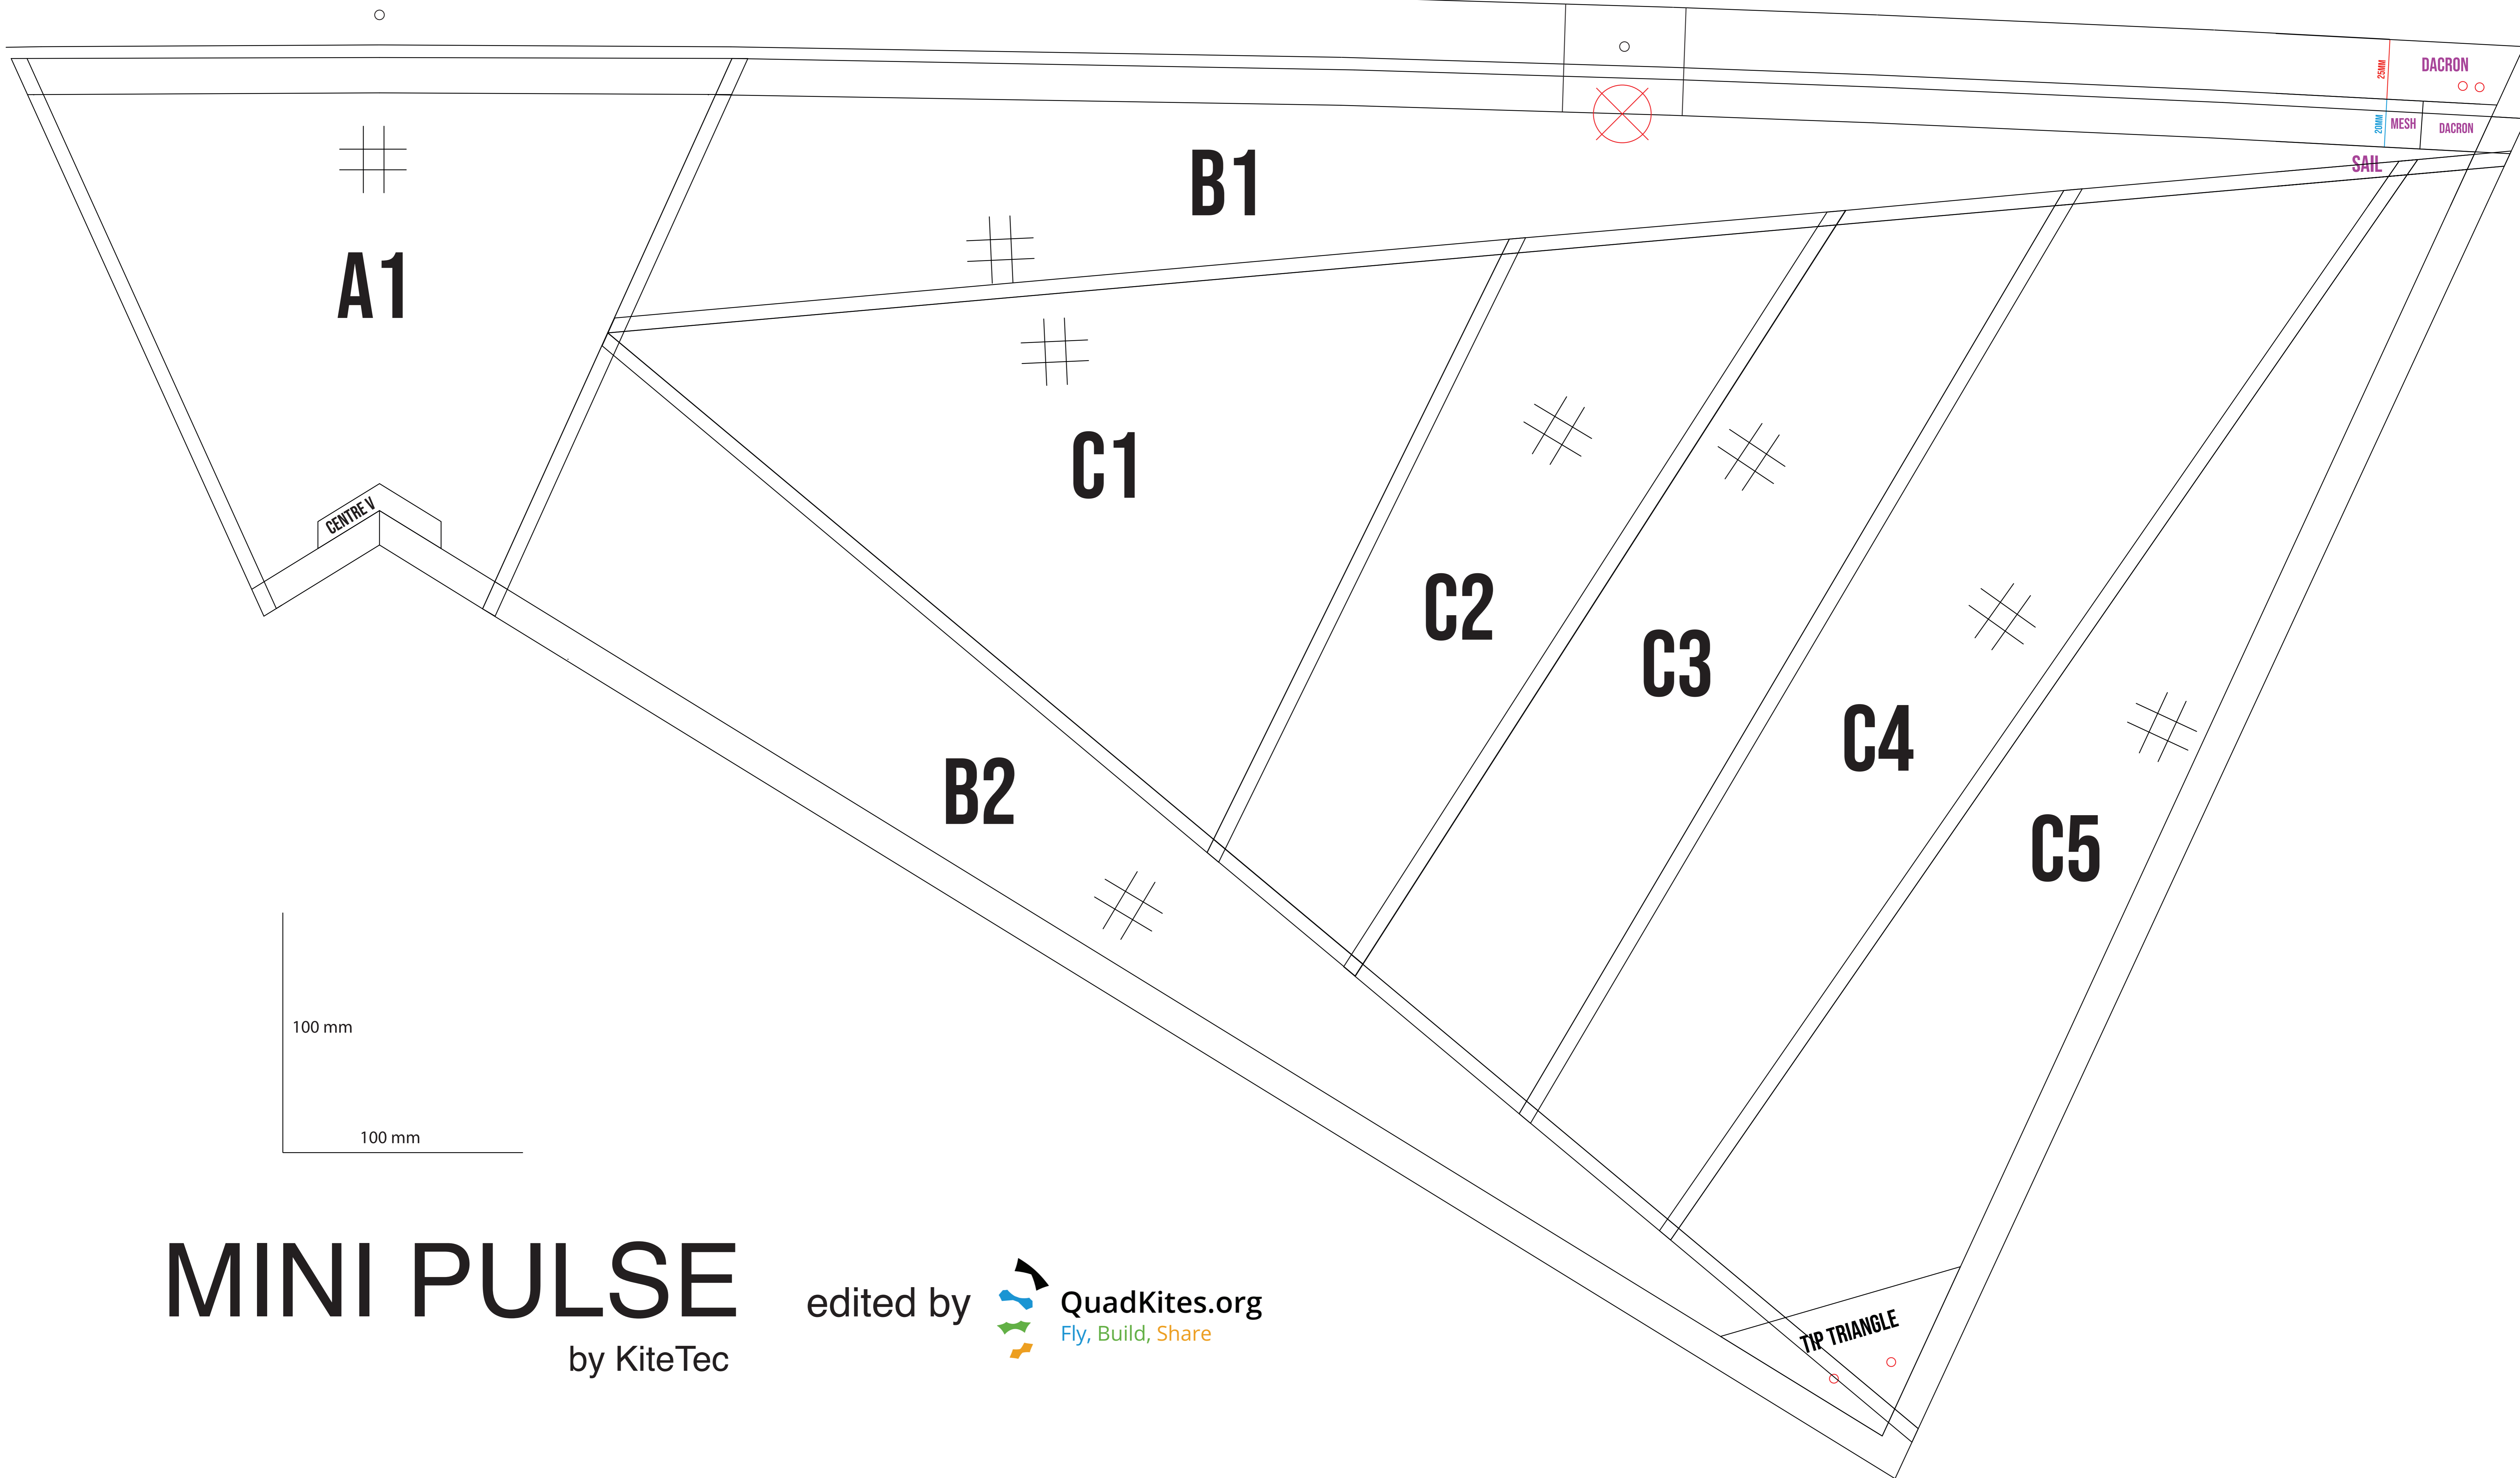 DACRON
25MM
20MM
MESH
DACRON
SAIL
B1
A1
C1
CENTRE V
C2
C3
C4
B2
C5
100 mm
100 mm
MINI PULSE
by KiteTec
edited by
QuadKites.org
Fly, Build, Share
TIP TRIANGLE